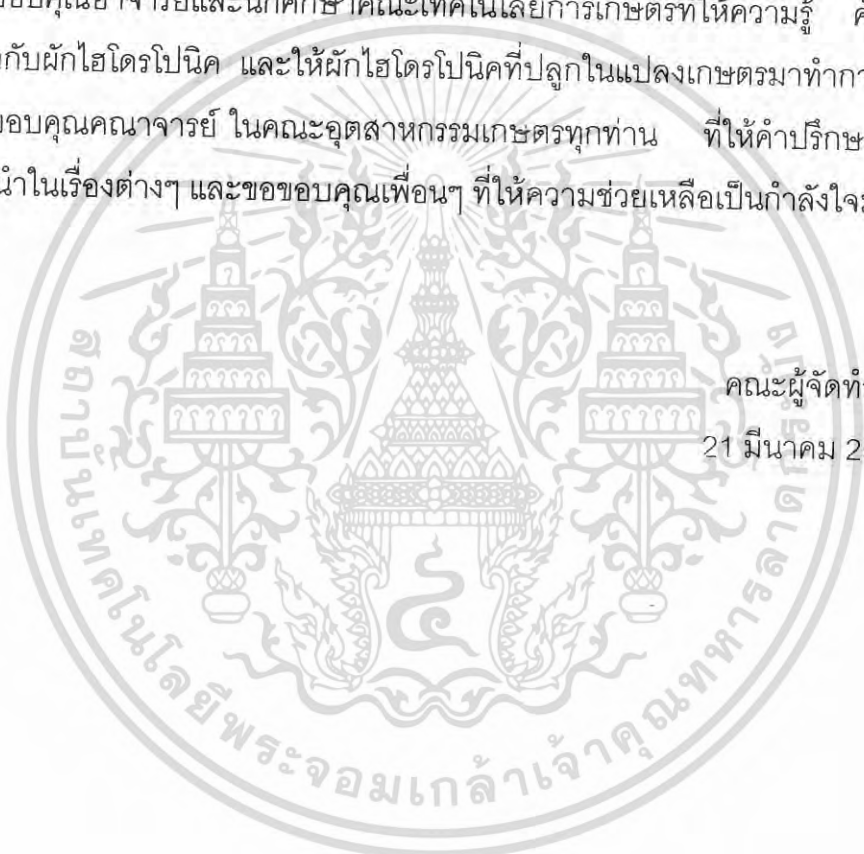 ขอบคุณอาจารย์และนักศึกษาคณะเทคโนโลยีการเกษตรที่ให้ความรู้
กับผักไฮโดรโปนิค และให้ผักไฮโดรโปนิคที่ปลูกในแปลงเกษตรมาทำกา
ขอบคุณคณาจารย์ ในคณะอุตสาหกรรมเกษตรทุกท่าน ที่ให้คำปรึกษ
นำในเรื่องต่างๆ และขอขอบคุณเพื่อนๆ ที่ให้ความช่วยเหลือเป็นกำลังใจ
คณะผู้จัดทำ
21 มีนาคม 2
สถาบันเทคโนโลยีพระจอมเกล้าเจ้าคุณทหารลาดกระบัง